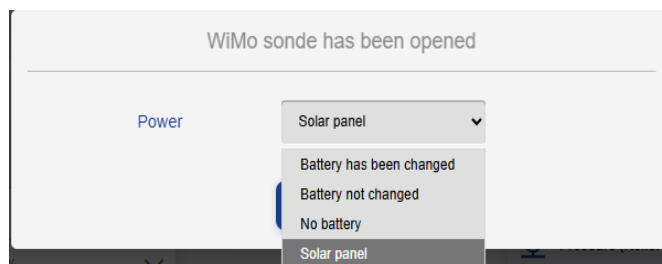 WiMo sonde has been opened
Power
Solar panel
Battery has been changed
Battery not changed
No battery
Solar panel